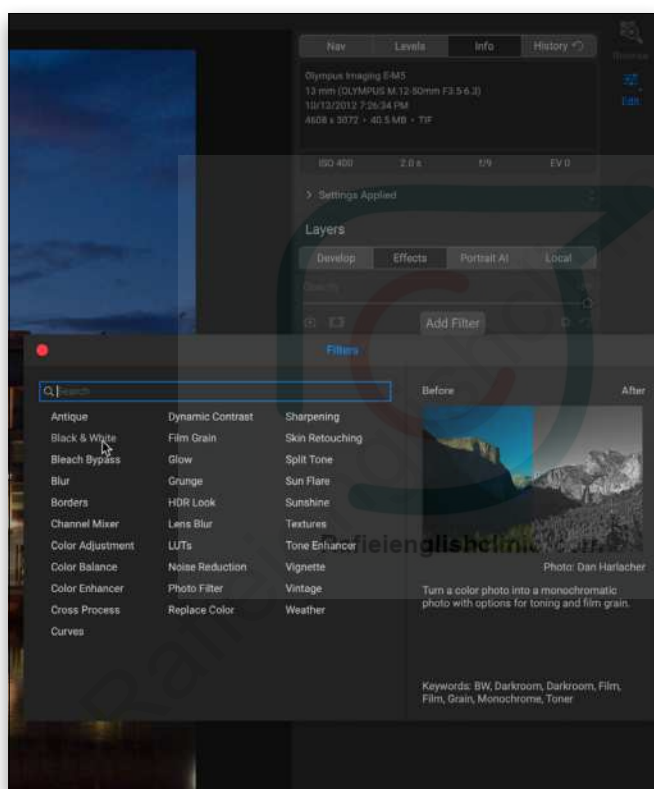 Nav Levels Info History
Browse
Edit
Olympus Imaging E-M5
13 mm (OLYMPUS M.12-50mm F3.5-6.3)
10/13/2012 7:26:34 PM
4608 x 3072 • 40.5 MB • TIF
ISO 400 2.0 s f/9 EV 0
> Settings Applied
Layers
Develop Effects Portrait AI Local
Opacity
Add Filter
Filters
Search
Before After
Antique Dynamic Contrast Sharpening
Black & White Film Grain Skin Retouching
Bleach Bypass Glow Split Tone
Blur Grunge Sun Flare
Borders HDR Look Sunshine
Channel Mixer Lens Blur Textures
Color Adjustment LUTs Tone Enhancer
Color Balance Noise Reduction Vignette
Color Enhancer Photo Filter Vintage
Cross Process Replace Color Weather
Curves
Rafieienglishclinic.com
Photo: Dan Harlacher
Turn a color photo into a monochromatic
photo with options for toning and film grain.
Keywords: BW, Darkroom, Darkroom, Film,
Film, Grain, Monochrome, Toner